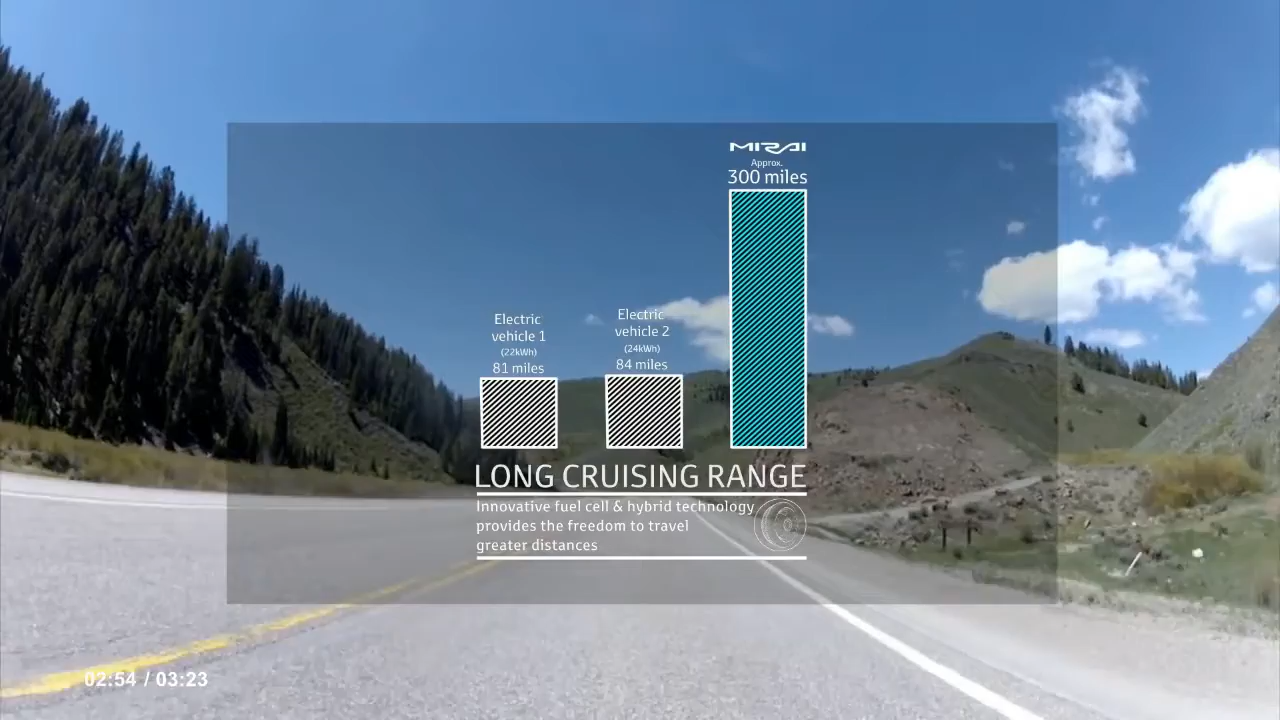 MIRAI
Approx.
300 miles
Electric
vehicle 1
(22kWh)
81 miles
Electric
vehicle 2
(24kWh)
84 miles
LONG CRUISING RANGE
Innovative fuel cell & hybrid technology
provides the freedom to travel
greater distances
02:54 / 03:23